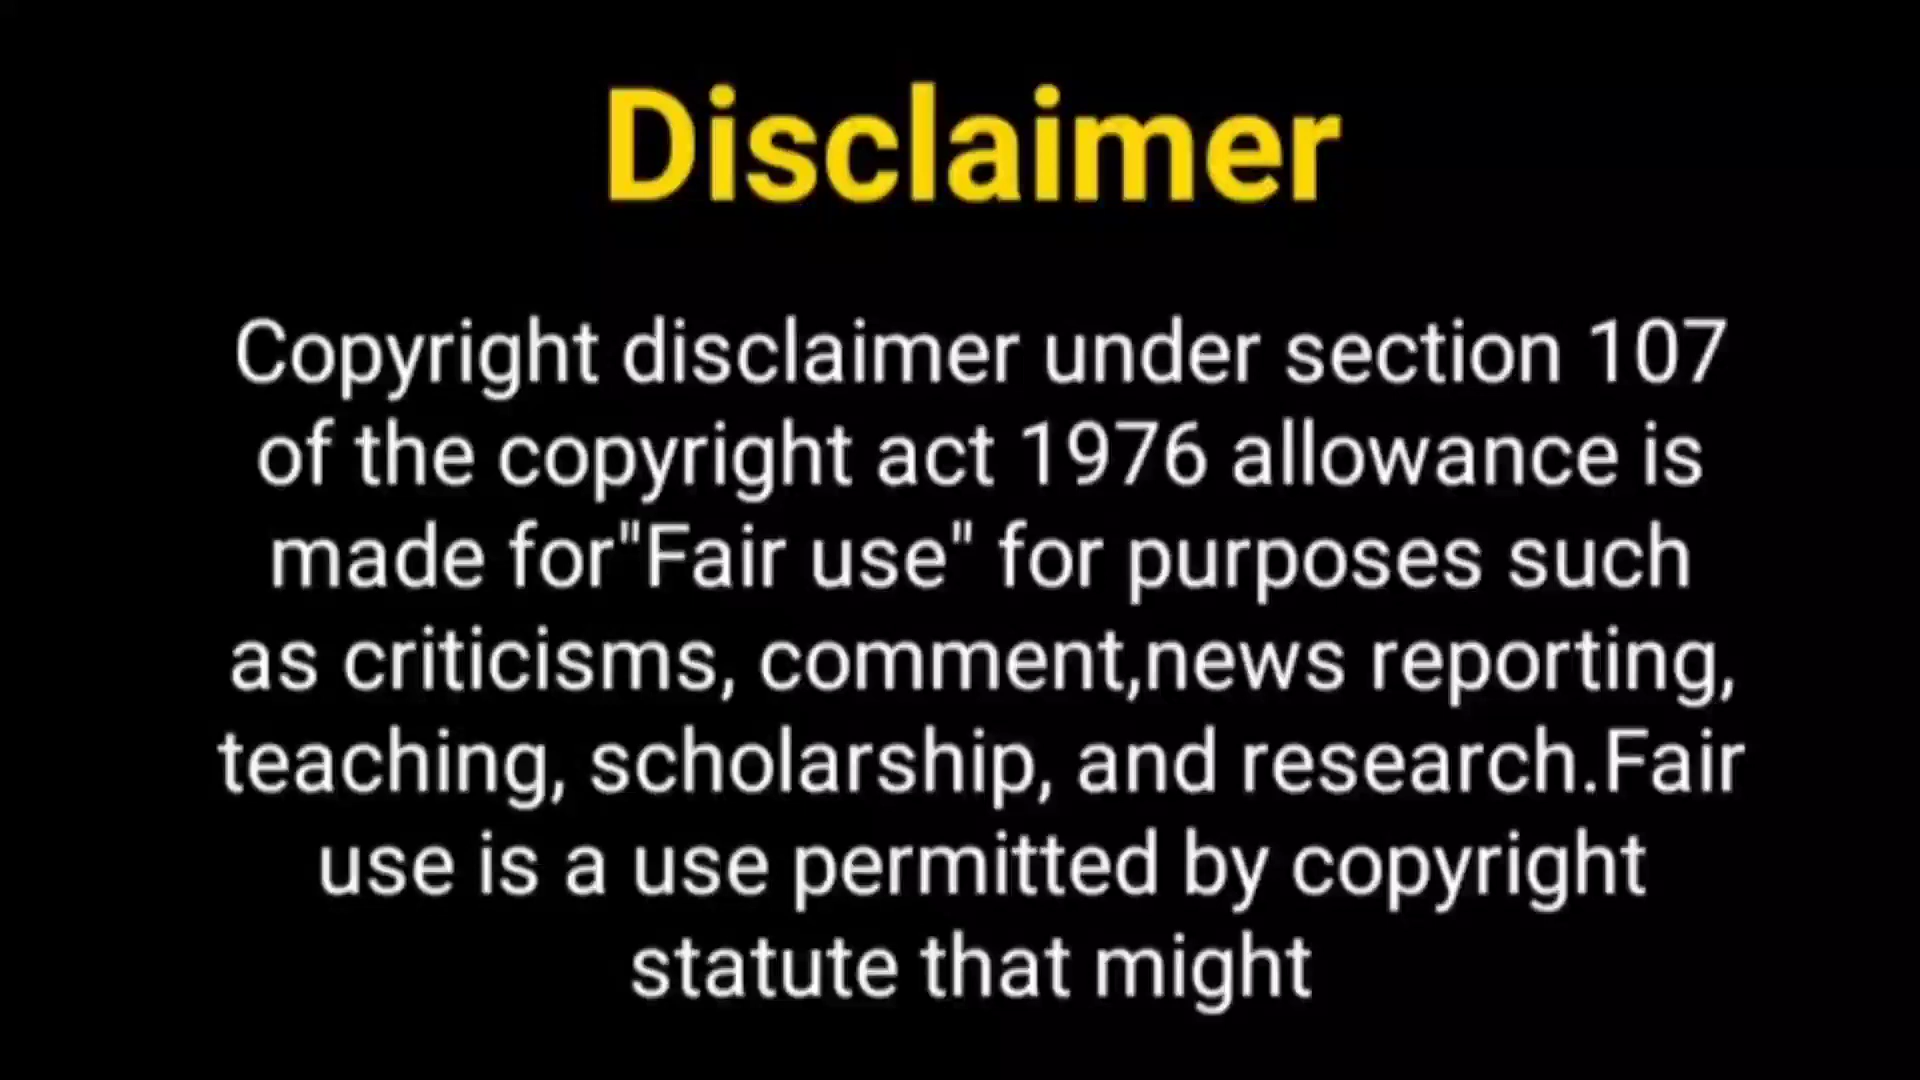 Disclaimer
Copyright disclaimer under section 107
of the copyright act 1976 allowance is
made for"Fair use" for purposes such
as criticisms, comment,news reporting,
teaching, scholarship, and research.Fair
use is a use permitted by copyright
statute that might